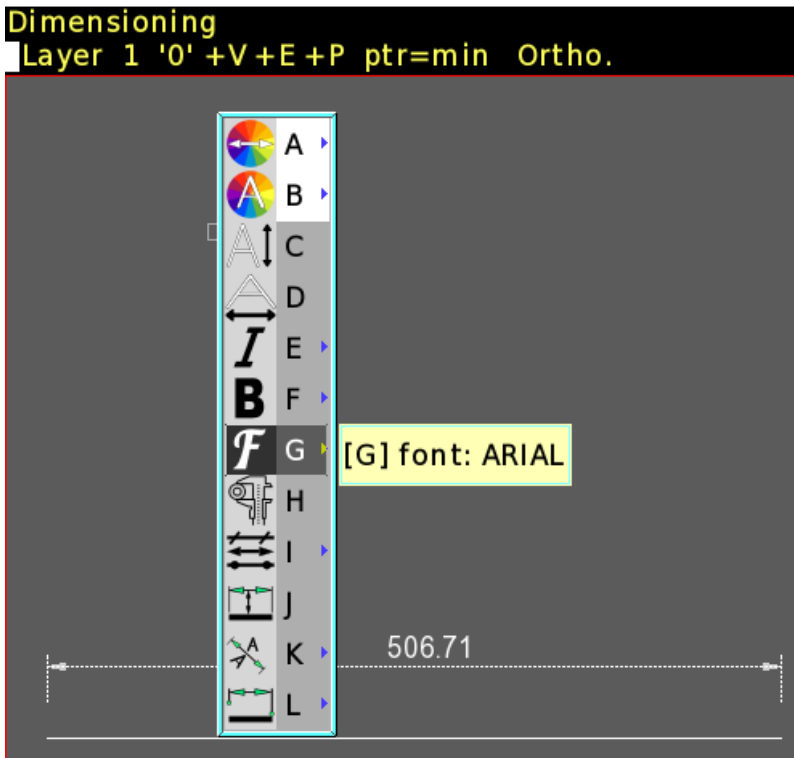 Dimensioning
Layer 1 '0' +V +E +P ptr=min Ortho.
A
B
C
D
E
F
G [G] font: ARIAL
H
I
J
K
506.71
L